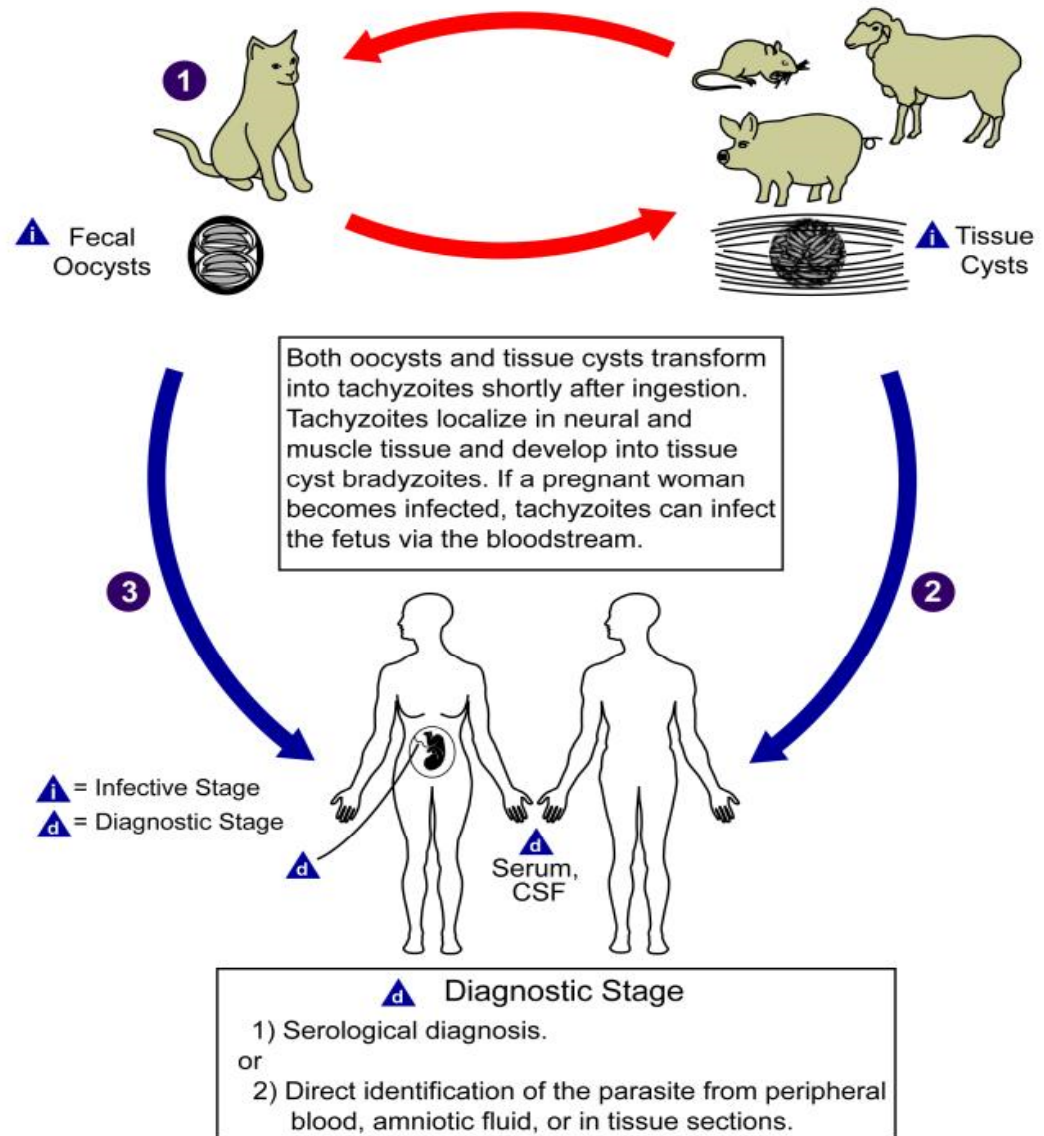 1
i Fecal
Oocysts
i Tissue
Cysts
Both oocysts and tissue cysts transform
into tachyzoites shortly after ingestion.
Tachyzoites localize in neural and
muscle tissue and develop into tissue
cyst bradyzoites. If a pregnant woman
becomes infected, tachyzoites can infect
the fetus via the bloodstream.
3
2
i = Infective Stage
d = Diagnostic Stage
d
d
Serum,
CSF
d Diagnostic Stage
1) Serological diagnosis.
or
2) Direct identification of the parasite from peripheral
blood, amniotic fluid, or in tissue sections.